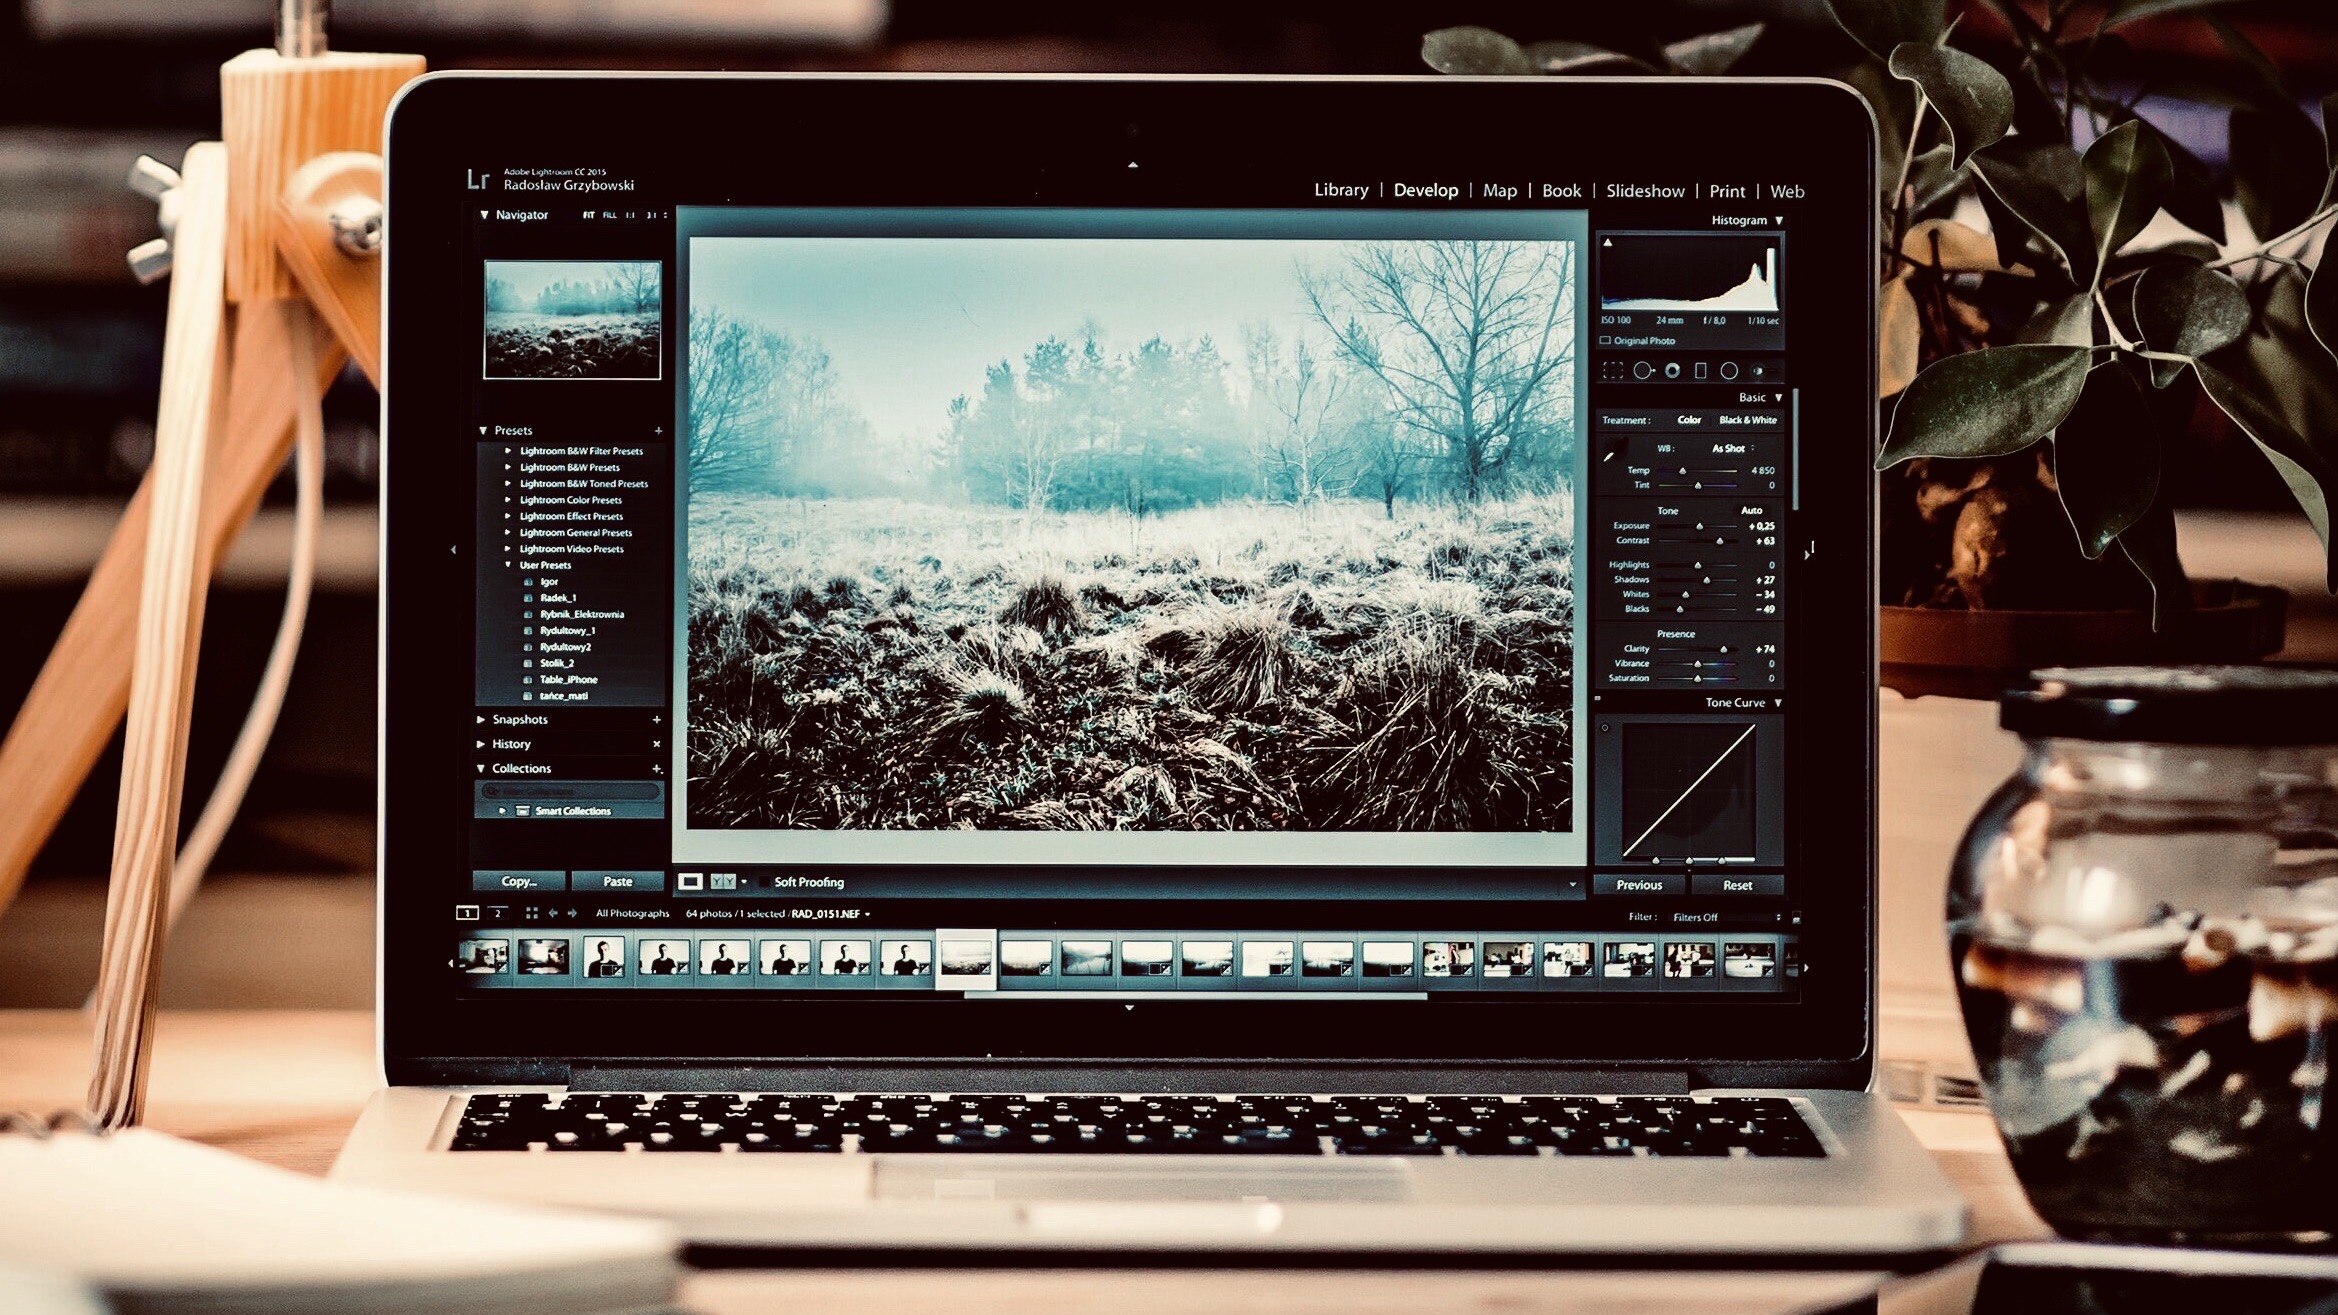 Lr
Adobe Lightroom CC 2015
Radosław Grzybowski
Library | Develop | Map | Book | Slideshow | Print | Web
Navigator FIT FILL 1:1 3:1
Presets
Lightroom B&W Filter Presets
Lightroom B&W Presets
Lightroom B&W Toned Presets
Lightroom Color Presets
Lightroom Effect Presets
Lightroom General Presets
Lightroom Video Presets
User Presets
Igor
Radek_1
Rybnik_Elektrownia
Rydultowy_1
Rydultowy2
Stolik_2
Table_iPhone
tańce_mati
Snapshots
History
Collections
Filter Collections
Smart Collections
Copy... Paste
Soft Proofing
Histogram
ISO 100 24 mm f / 8,0 1/10 sec
Original Photo
Basic
Treatment : Color Black & White
WB : As Shot
Temp 4 850
Tint 0
Tone Auto
Exposure + 0,25
Contrast + 63
Highlights 0
Shadows + 27
Whites - 34
Blacks - 49
Presence
Clarity + 74
Vibrance 0
Saturation 0
Tone Curve
Previous Reset
1 2 All Photographs 64 photos / 1 selected / RAD_0151.NEF Filter : Filters Off